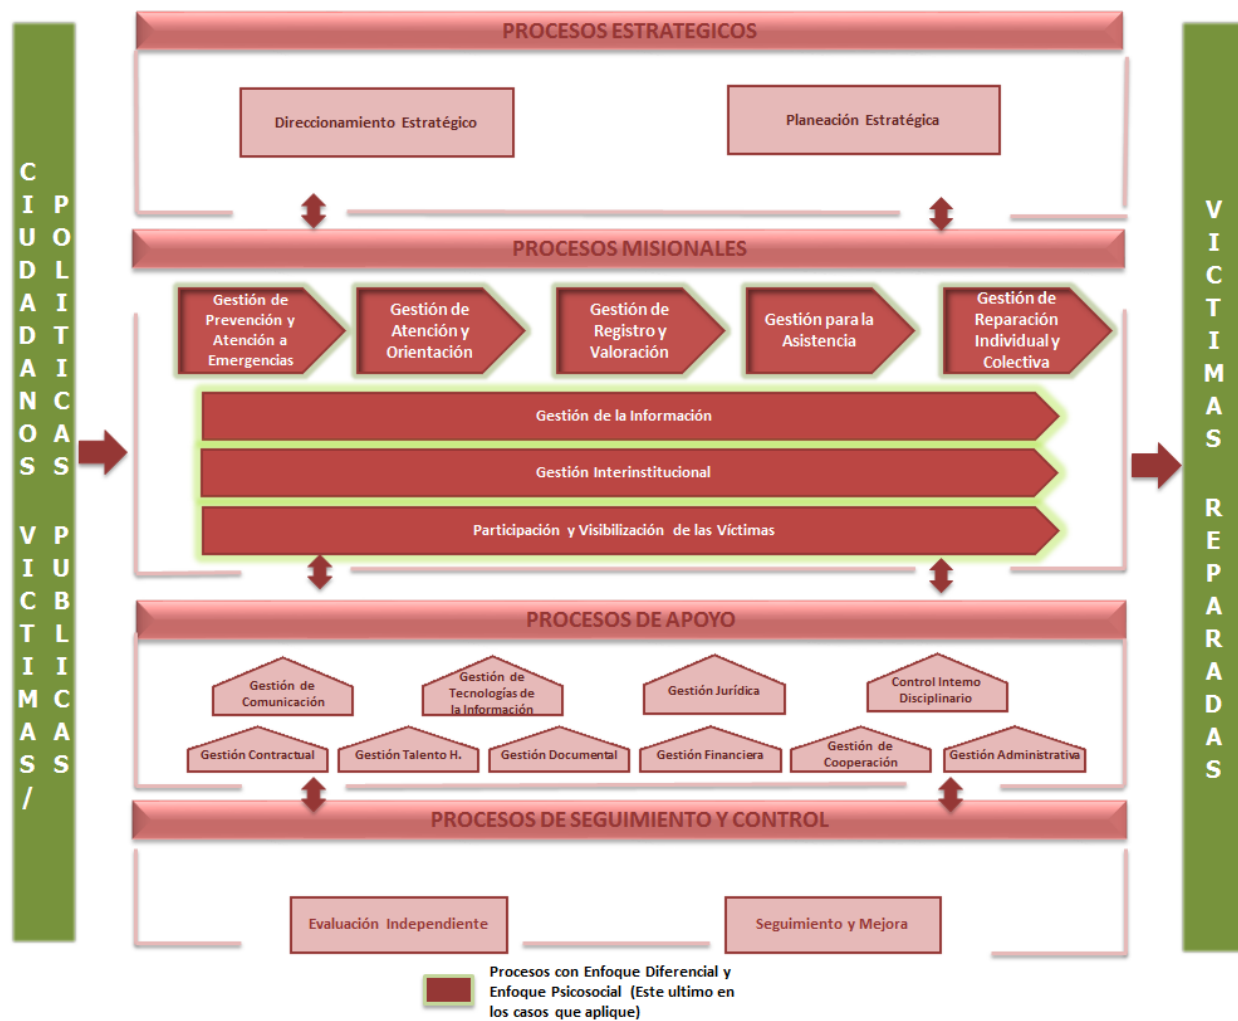 CIUDADANOS VICTIMAS/
POLITICAS PUBLICAS
PROCESOS ESTRATEGICOS
Direccionamiento Estratégico
Planeación Estratégica
PROCESOS MISIONALES
Gestión de
Prevención y
Atención a
Emergencias
Gestión de
Atención y
Orientación
Gestión de
Registro y
Valoración
Gestión para la
Asistencia
Gestión de
Reparación
Individual y
Colectiva
Gestión de la Información
Gestión Interinstitucional
Participación y Visibilización de las Víctimas
PROCESOS DE APOYO
Gestión de
Comunicación
Gestión de
Tecnologías de
la Información
Gestión Jurídica
Control Interno
Disciplinario
Gestión Contractual
Gestión Talento H.
Gestión Documental
Gestión Financiera
Gestión de
Cooperación
Gestión Administrativa
PROCESOS DE SEGUIMIENTO Y CONTROL
Evaluación Independiente
Seguimiento y Mejora
Procesos con Enfoque Diferencial y
Enfoque Psicosocial (Este ultimo en
los casos que aplique)
VICTIMAS REPARADAS